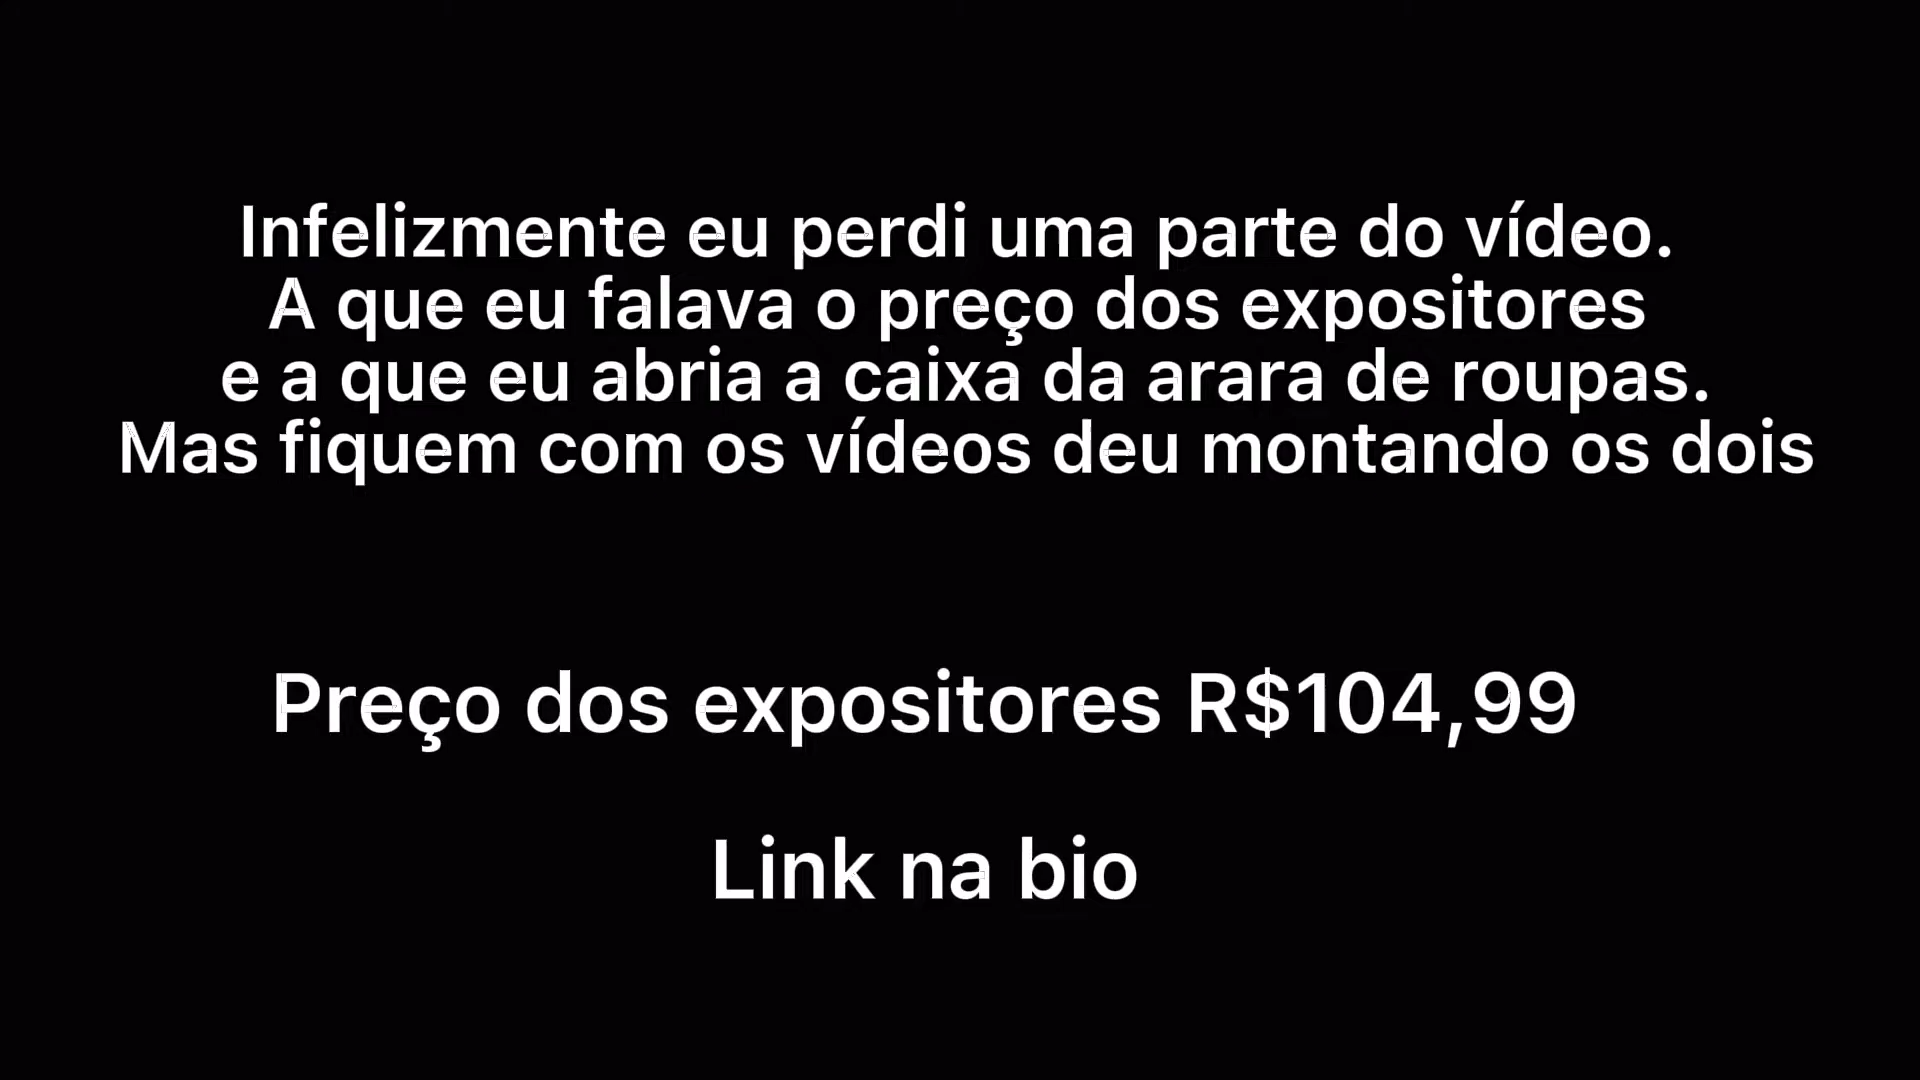 Infelizmente eu perdi uma parte do vídeo.
A que eu falava o preço dos expositores
e a que eu abria a caixa da arara de roupas.
Mas fiquem com os vídeos deu montando os dois
Preço dos expositores R$104,99
Link na bio